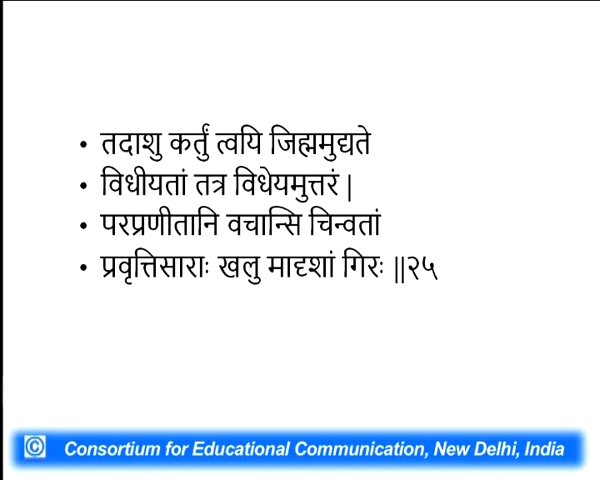 • तदाशु कर्तुं त्वयि जिह्ममुद्यते
• विधीयतां तत्र विधेयमुत्तरं |
• परप्रणीतानि वचान्सि चिन्वतां
• प्रवृत्तिसाराः खलु मादृशां गिरः ||२५
© Consortium for Educational Communication, New Delhi, India